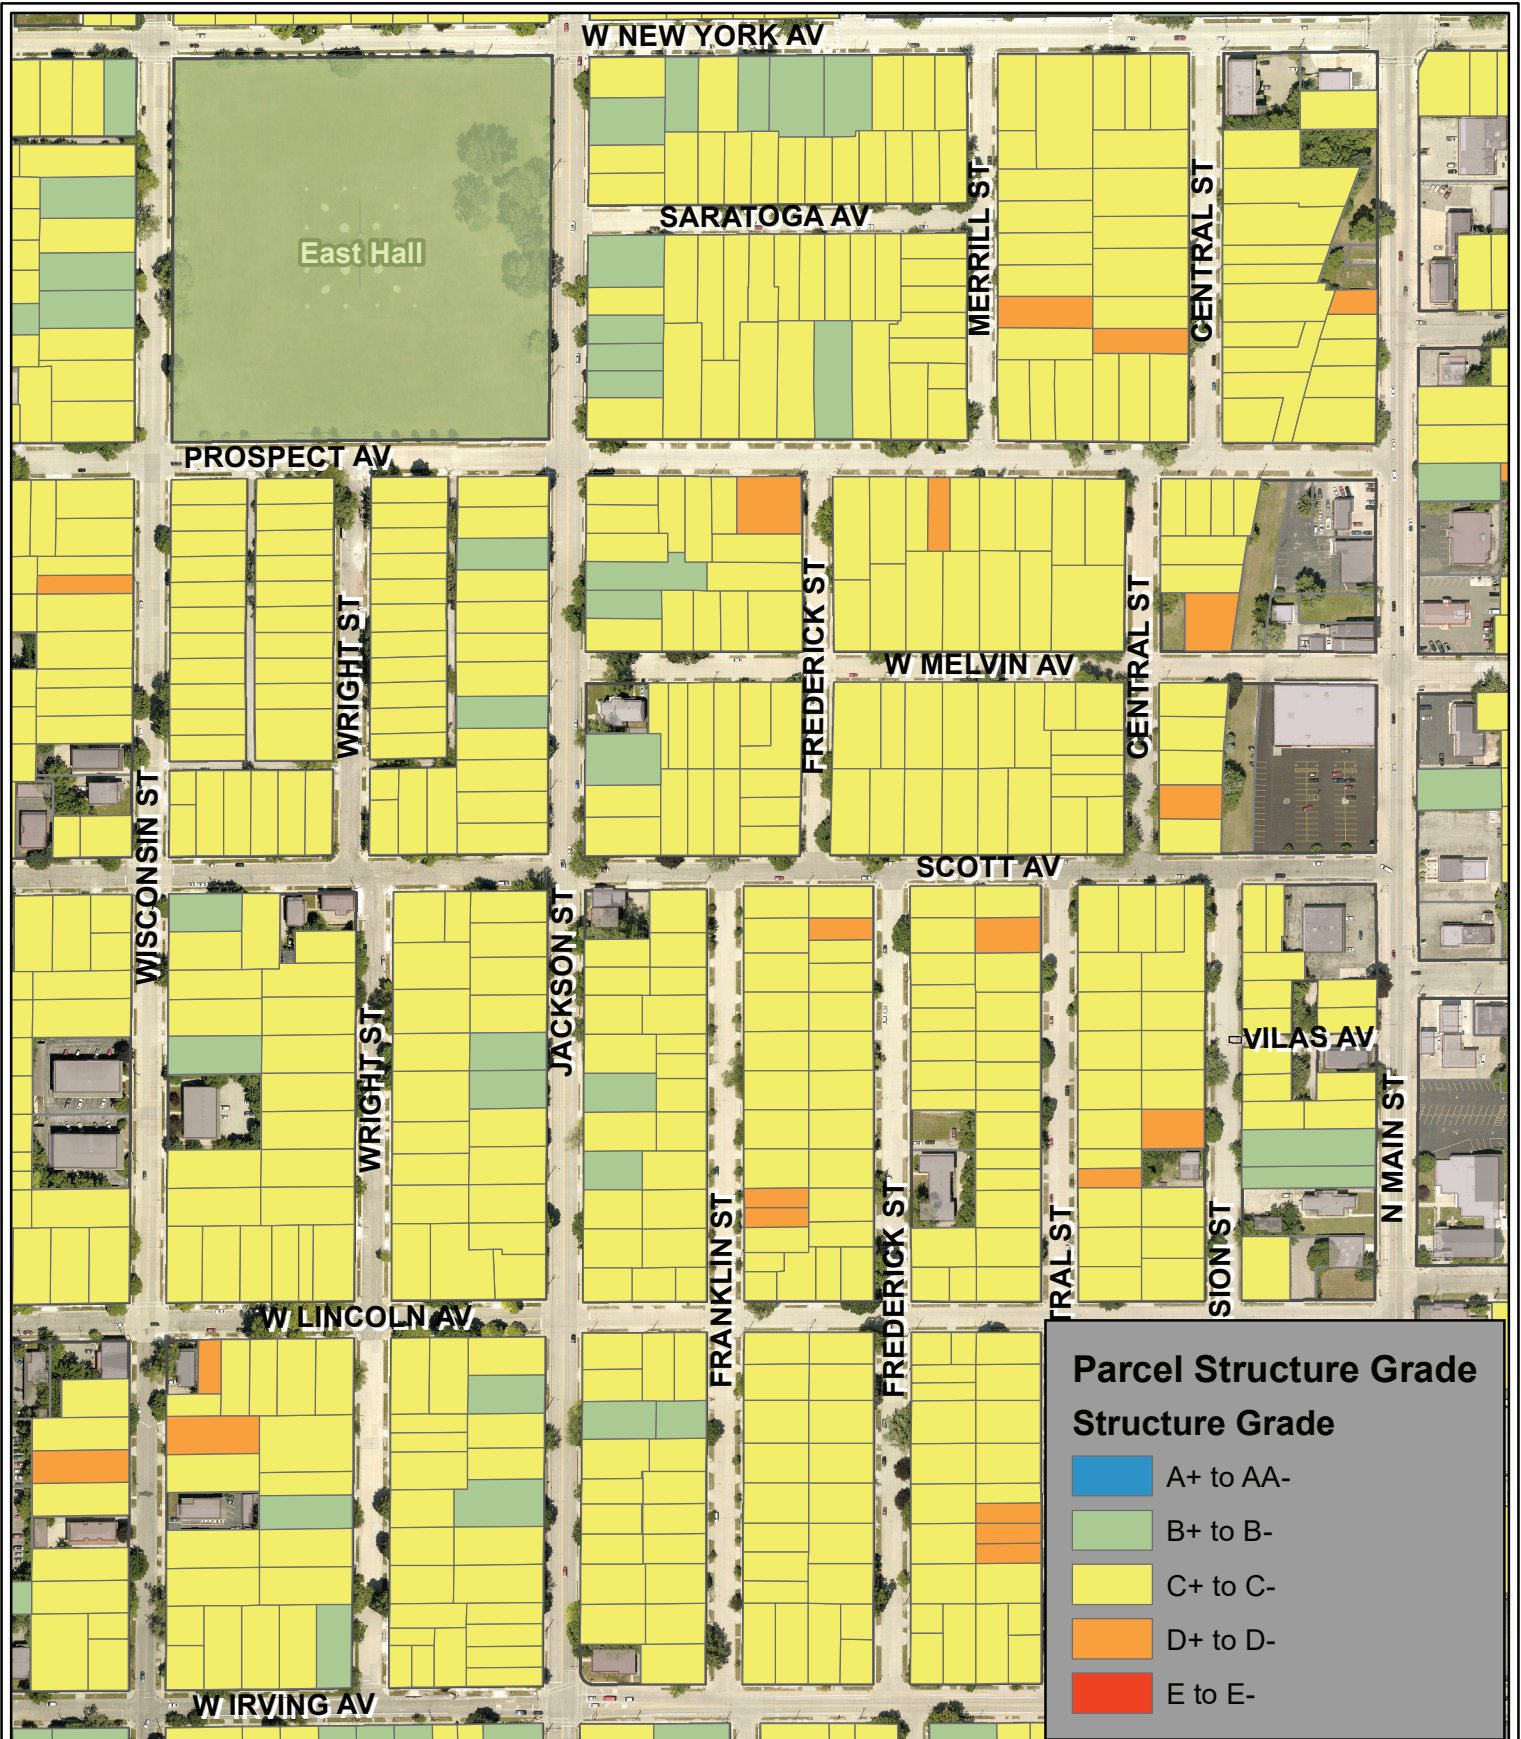 W NEW YORK AV
SARATOGA AV
MERRILL ST
CENTRAL ST
East Hall
PROSPECT AV
WRIGHT ST
FREDERICK ST
CENTRAL ST
W MELVIN AV
WISCONSIN ST
SCOTT AV
JACKSON ST
WRIGHT ST
VILAS AV
N MAIN ST
FRANKLIN ST
FREDERICK ST
TRAL ST
SION ST
W LINCOLN AV
W IRVING AV
Parcel Structure Grade
Structure Grade
A+ to AA-
B+ to B-
C+ to C-
D+ to D-
E to E-